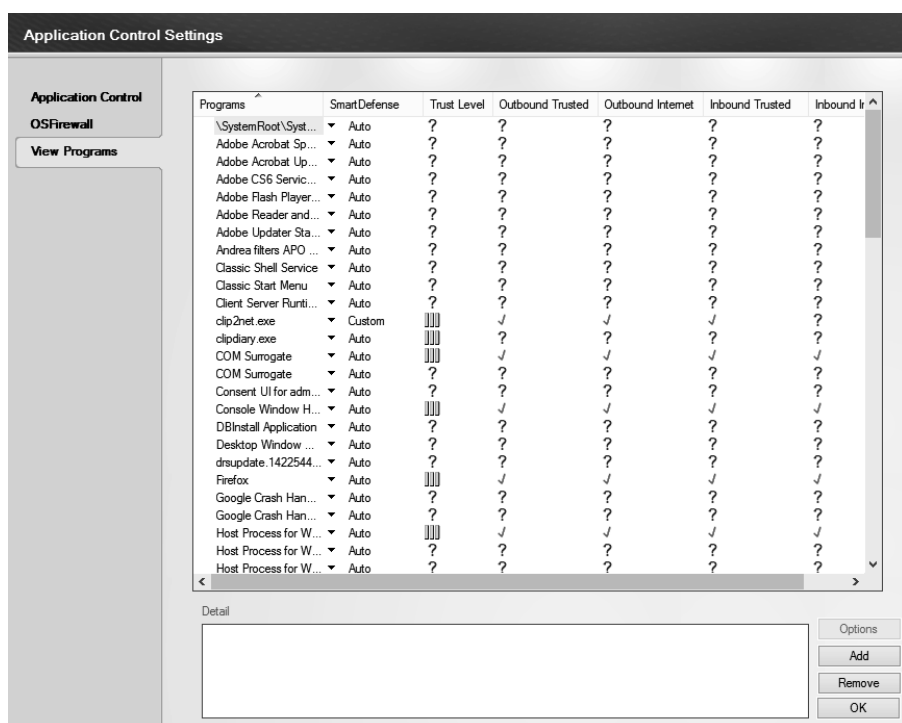 Application Control Settings
Application Control
OSFirewall
View Programs
Programs SmartDefense Trust Level Outbound Trusted Outbound Internet Inbound Trusted Inbound Ir
\SystemRoot\Syst... Auto ? ? ? ? ?
Adobe Acrobat Sp... Auto ? ? ? ? ?
Adobe Acrobat Up... Auto ? ? ? ? ?
Adobe CS6 Servic... Auto ? ? ? ? ?
Adobe Flash Player... Auto ? ? ? ? ?
Adobe Reader and... Auto ? ? ? ? ?
Adobe Updater Sta... Auto ? ? ? ? ?
Andrea filters APO ... Auto ? ? ? ? ?
Classic Shell Service Auto ? ? ? ? ?
Classic Start Menu Auto ? ? ? ? ?
Client Server Runti... Auto ? ? ? ? ?
clip2net.exe Custom √ √ √ ?
clipdiary.exe Auto ? ? ? ?
COM Surrogate Auto √ √ √ √
COM Surrogate Auto ? ? ? ? ?
Consent UI for adm... Auto ? ? ? ? ?
Console Window H... Auto √ √ √ √
DBInstall Application Auto ? ? ? ? ?
Desktop Window ... Auto ? ? ? ? ?
drsupdate.1422544... Auto ? ? ? ? ?
Firefox Auto √ √ √ √
Google Crash Han... Auto ? ? ? ? ?
Google Crash Han... Auto ? ? ? ? ?
Host Process for W... Auto √ √ √ √
Host Process for W... Auto ? ? ? ? ?
Host Process for W... Auto ? ? ? ? ?
Detail
Options
Add
Remove
OK